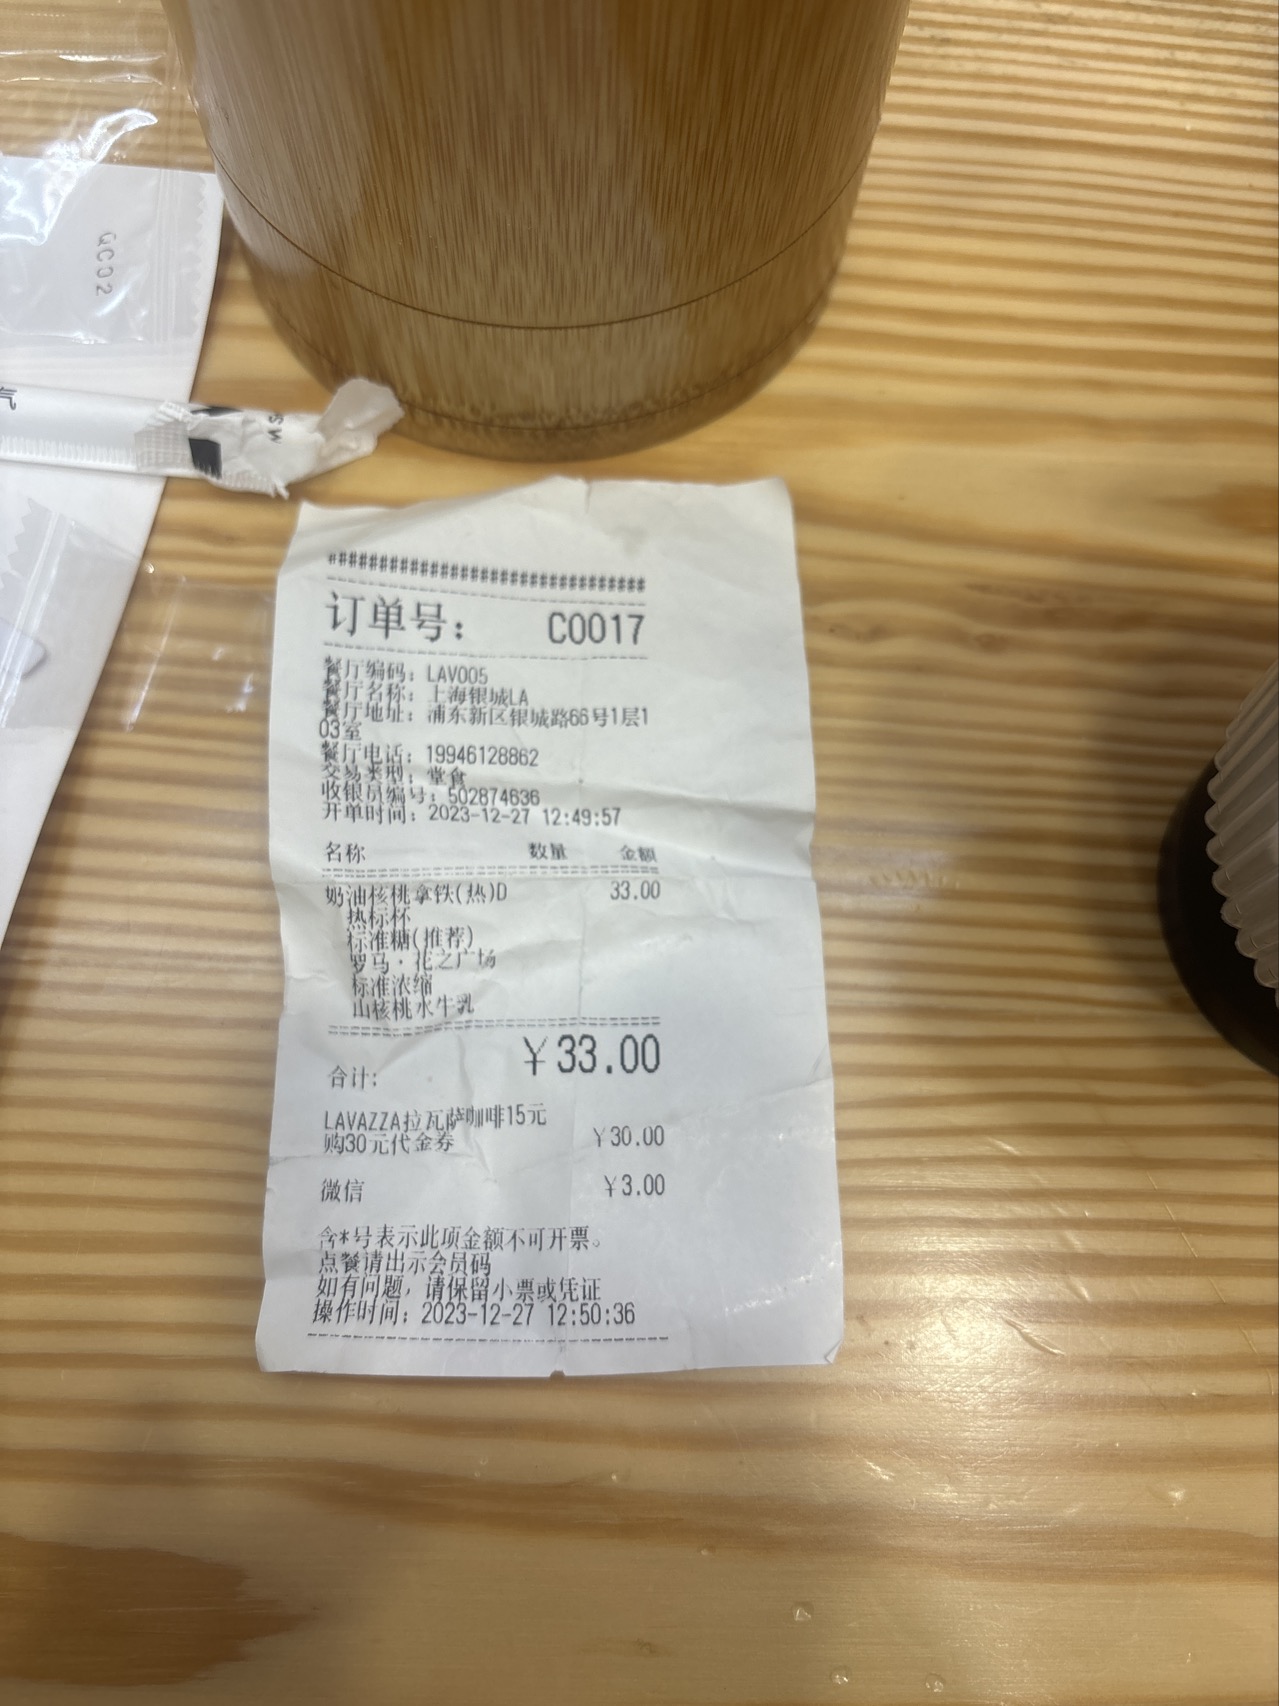 QC02
气
################################
订单号： C0017
餐厅编码：LAV005
餐厅名称：上海银城LA
餐厅地址：浦东新区银城路66号1层1
03室
餐厅电话：19946128862
交易类型：堂食
收银员编号：502874636
开单时间：2023-12-27 12:49:57
名称 数量 金额
奶油核桃拿铁(热)D 33.00
热标杯
标准糖(推荐)
罗马·花之广场
标准浓缩
山核桃水牛乳
合计： ￥33.00
LAVAZZA拉瓦萨咖啡15元
购30元代金券 ￥30.00
微信 ￥3.00
含*号表示此项金额不可开票。
点餐请出示会员码
如有问题，请保留小票或凭证
操作时间：2023-12-27 12:50:36